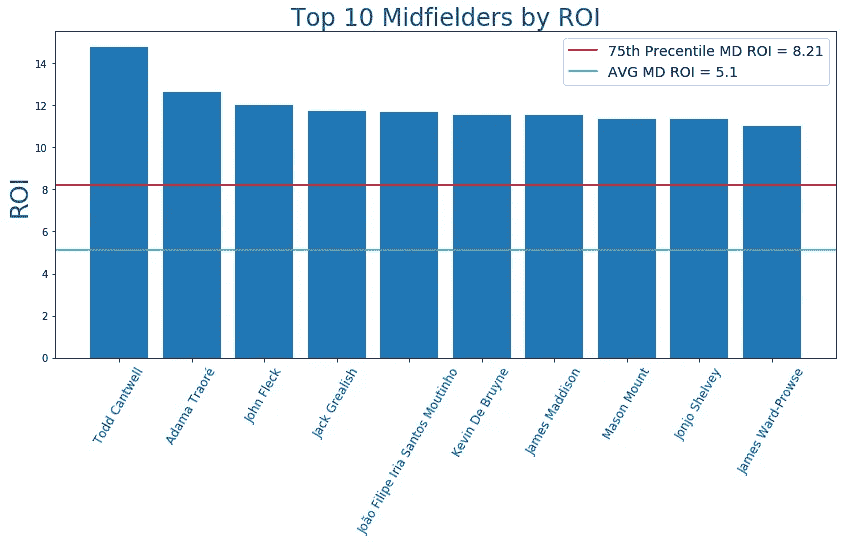 Top 10 Midfielders by ROI
75th Precentile MD ROI = 8.21
AVG MD ROI = 5.1
ROI
14
12
10
8
6
4
2
0
Todd Cantwell
Adama Traoré
John Fleck
Jack Grealish
João Filipe Iria Santos Moutinho
Kevin De Bruyne
James Maddison
Mason Mount
Jonjo Shelvey
James Ward-Prowse